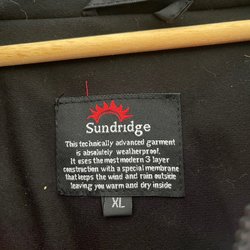 Sundridge
This technically advanced garment
is absolutely weatherproof.
It uses the most modern 3 layer
construction with a special membrane
that keeps the wind and rain outside
leaving you warm and dry inside
XL